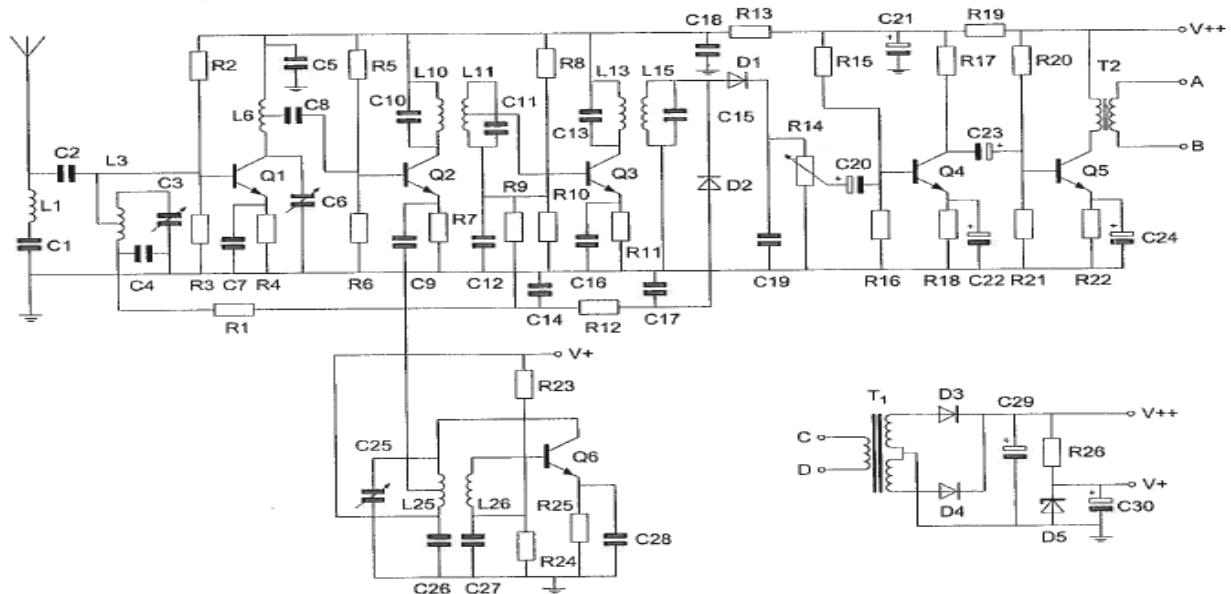 C18 R13 C21 R19 V++
R2 C5 R5 L10 L11 R8 L13 L15 D1 R15 R17 R20 T2
A
L6 C8 C10 C11 C13 C15 R14 C23
C2 L3 Q1 Q2 Q3 C20 Q4 Q5 B
C3 R9 R10 D2
L1 C6 R7 R11
C1 C24
C4 R3 C7 R4 R6 C9 C12 C16 C19 R16 R18 C22 R21 R22
R1 C14 R12 C17
V+
R23
T1 D3 C29 V++
C25 Q6 C
D R26
L25 L26 R25 V+
D4 C30
R24 C28 D5
C26 C27